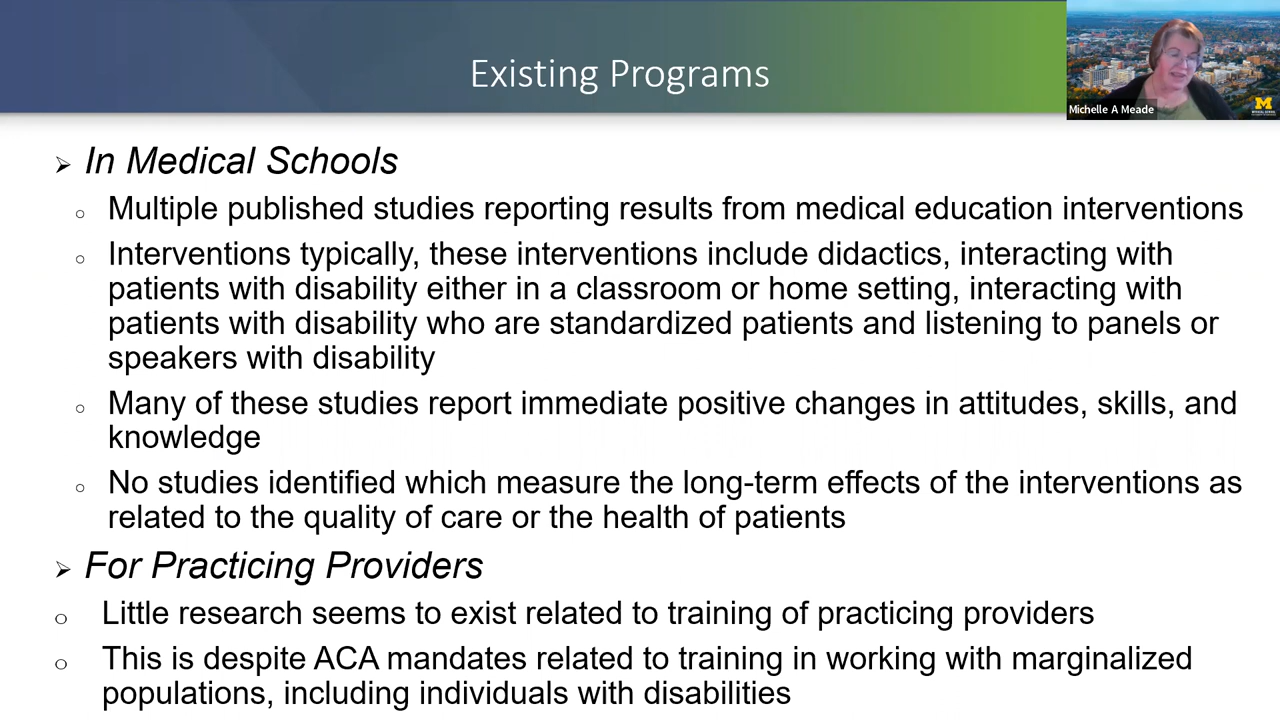 Existing Programs
Michelle A Meade
M
➢ In Medical Schools
○ Multiple published studies reporting results from medical education interventions
○ Interventions typically, these interventions include didactics, interacting with
patients with disability either in a classroom or home setting, interacting with
patients with disability who are standardized patients and listening to panels or
speakers with disability
○ Many of these studies report immediate positive changes in attitudes, skills, and
knowledge
○ No studies identified which measure the long-term effects of the interventions as
related to the quality of care or the health of patients
➢ For Practicing Providers
○ Little research seems to exist related to training of practicing providers
○ This is despite ACA mandates related to training in working with marginalized
populations, including individuals with disabilities